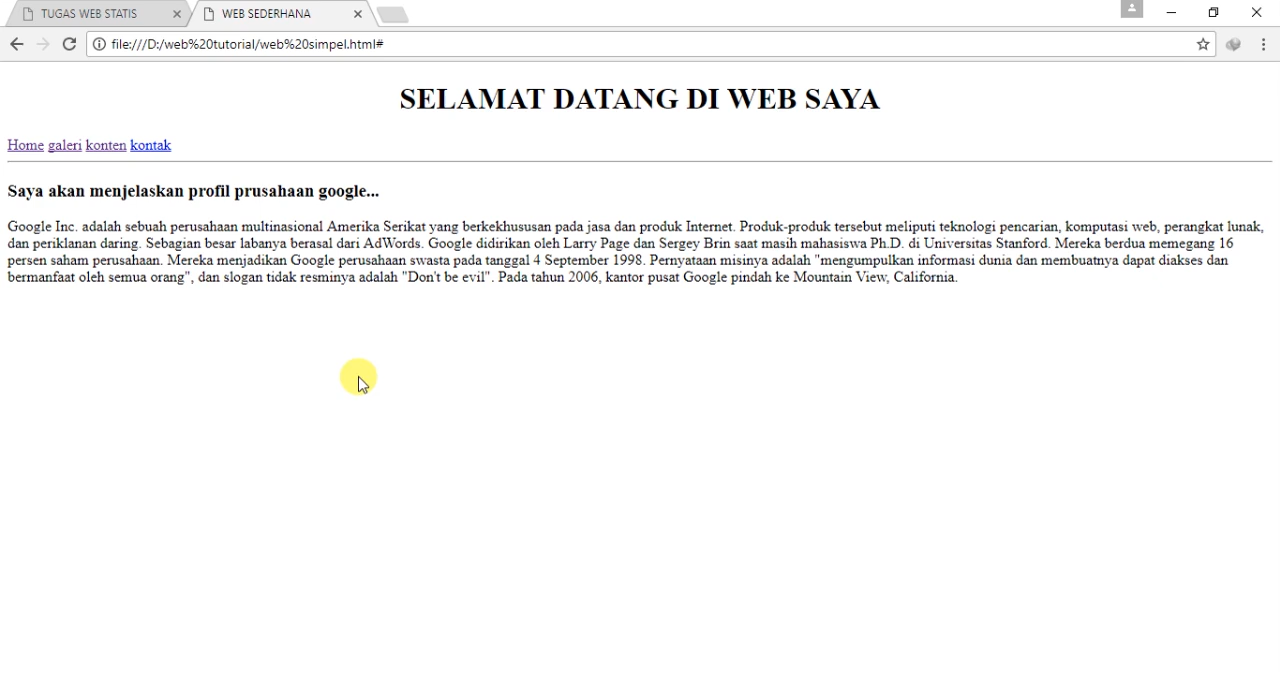 TUGAS WEB STATIS
WEB SEDERHANA
file:///D:/web%20tutorial/web%20simpel.html#
SELAMAT DATANG DI WEB SAYA
Home galeri konten kontak
Saya akan menjelaskan profil prusahaan google...
Google Inc. adalah sebuah perusahaan multinasional Amerika Serikat yang berkekhususan pada jasa dan produk Internet. Produk-produk tersebut meliputi teknologi pencarian, komputasi web, perangkat lunak,
dan periklanan daring. Sebagian besar labanya berasal dari AdWords. Google didirikan oleh Larry Page dan Sergey Brin saat masih mahasiswa Ph.D. di Universitas Stanford. Mereka berdua memegang 16
persen saham perusahaan. Mereka menjadikan Google perusahaan swasta pada tanggal 4 September 1998. Pernyataan misinya adalah "mengumpulkan informasi dunia dan membuatnya dapat diakses dan
bermanfaat oleh semua orang", dan slogan tidak resminya adalah "Don't be evil". Pada tahun 2006, kantor pusat Google pindah ke Mountain View, California.